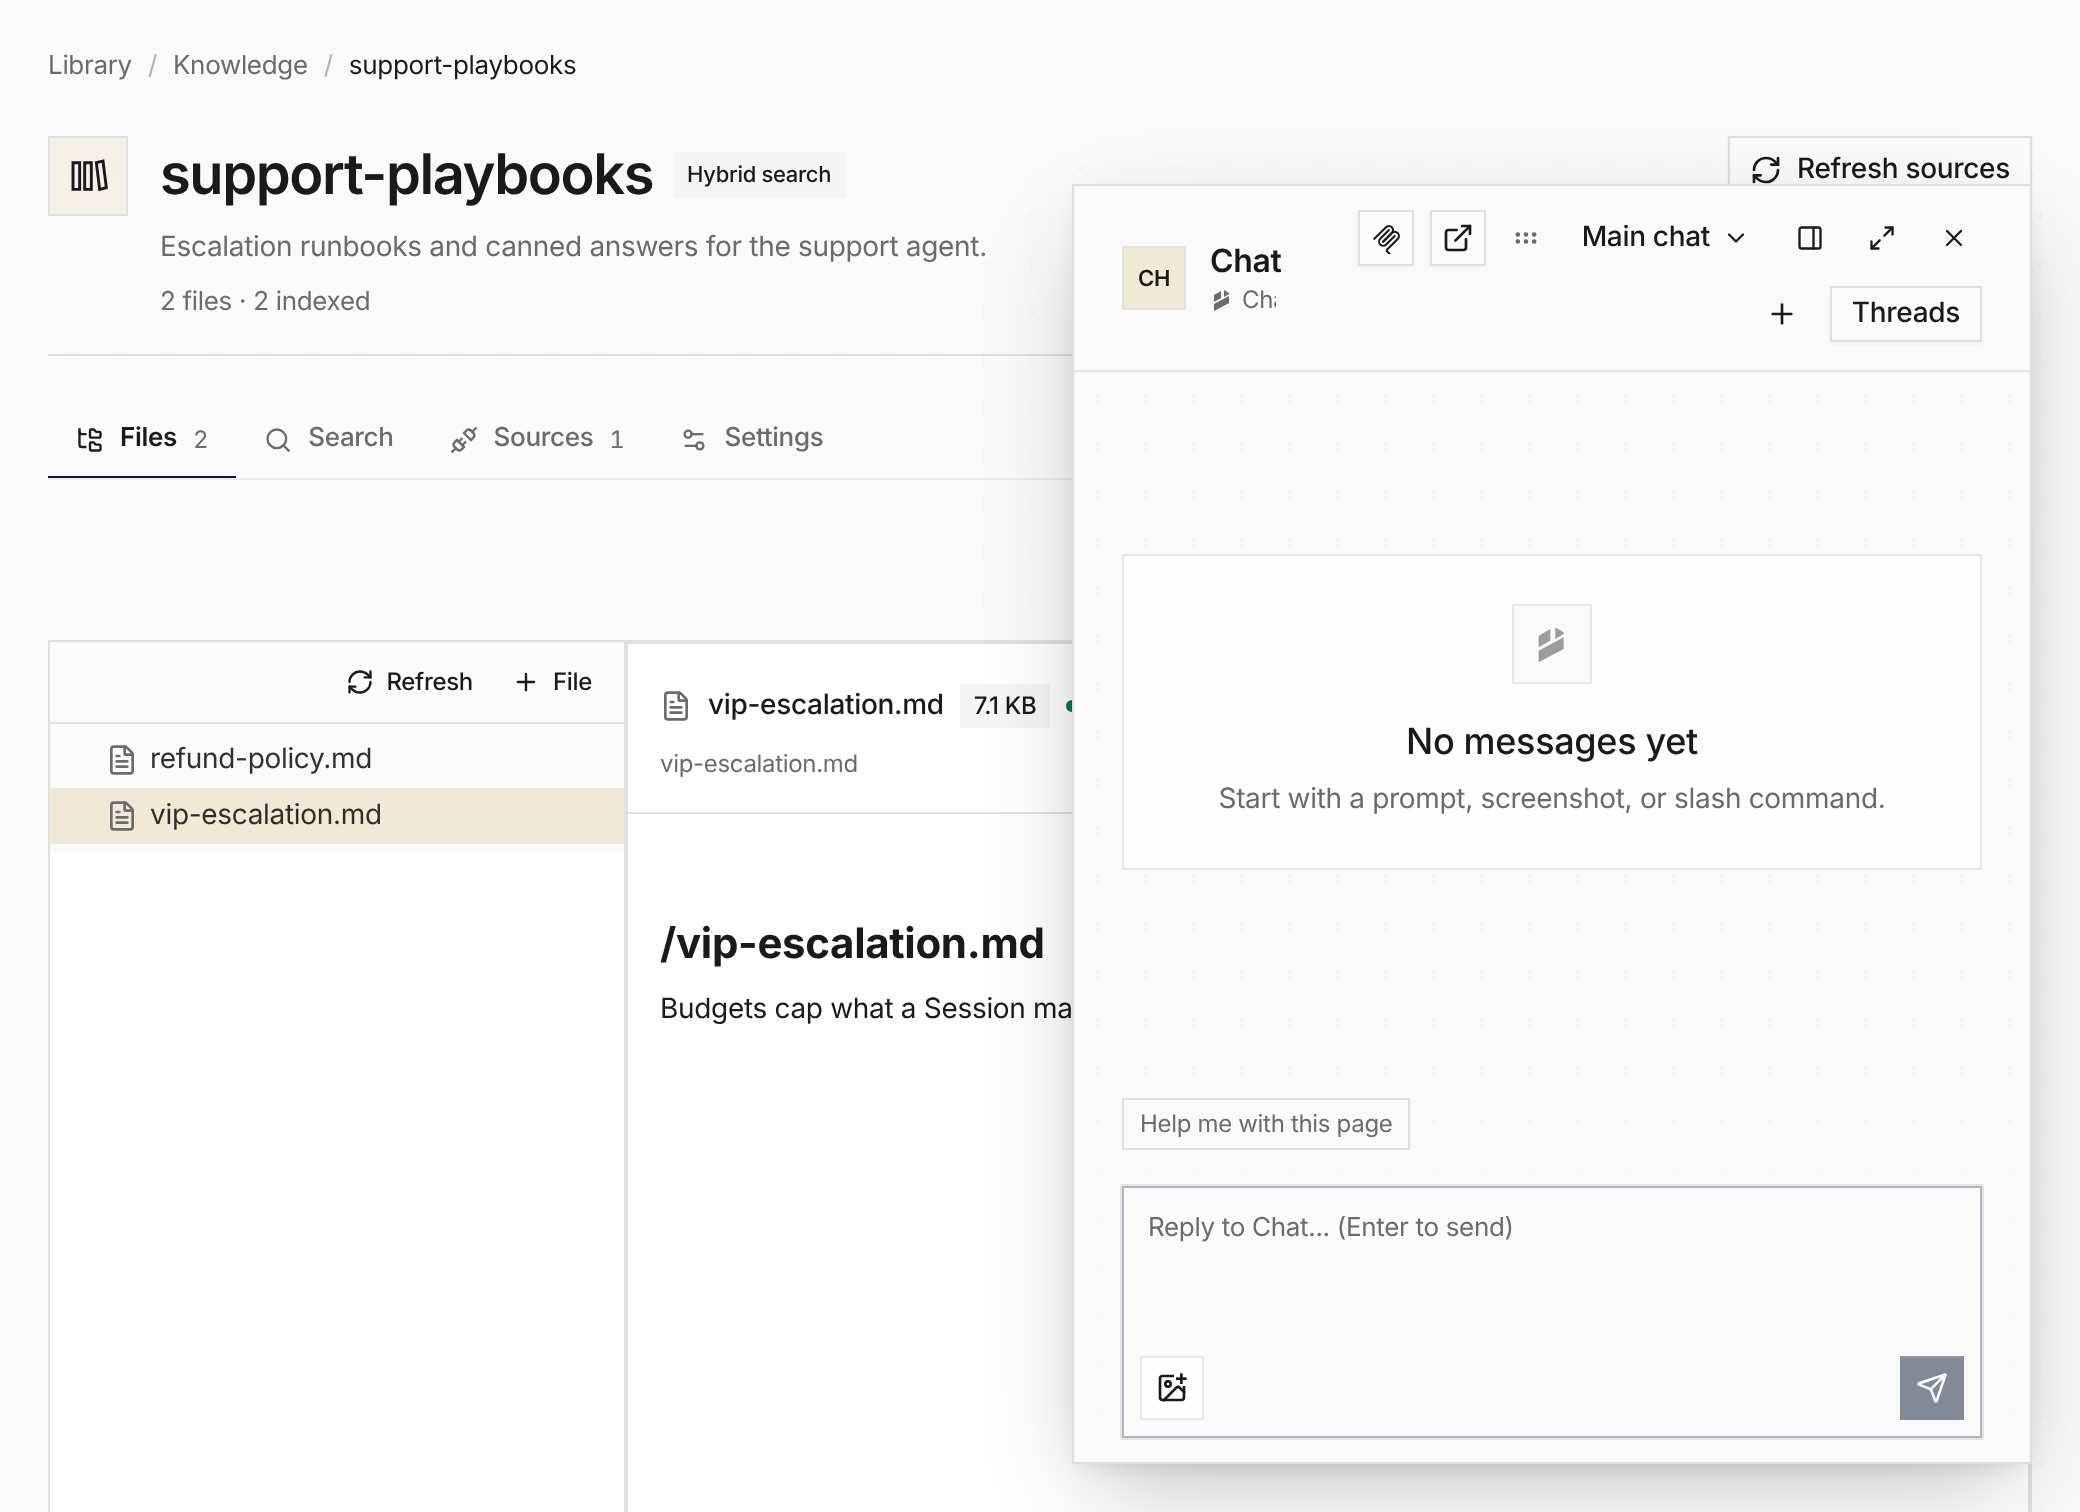 Library / Knowledge / support-playbooks
support-playbooks
Hybrid search
Escalation runbooks and canned answers for the support agent.
2 files · 2 indexed
Refresh sources
Files 2
Search
Sources 1
Settings
Refresh
File
refund-policy.md
vip-escalation.md
vip-escalation.md
7.1 KB
vip-escalation.md
/vip-escalation.md
Budgets cap what a Session ma
CH
Chat
Main chat
Threads
No messages yet
Start with a prompt, screenshot, or slash command.
Help me with this page
Reply to Chat... (Enter to send)